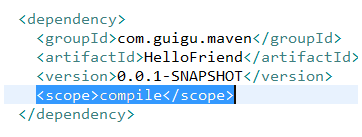 <dependency>
<groupId>com.guigu.maven</groupId>
<artifactId>HelloFriend</artifactId>
<version>0.0.1-SNAPSHOT</version>
<scope>compile</scope>
</dependency>